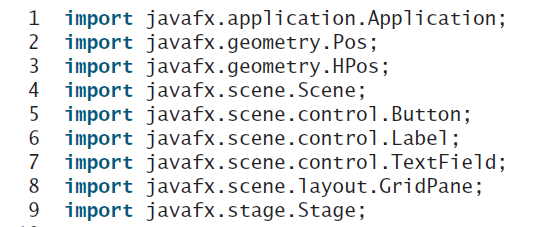 1 import javafx.application.Application;
2 import javafx.geometry.Pos;
3 import javafx.geometry.HPos;
4 import javafx.scene.Scene;
5 import javafx.scene.control.Button;
6 import javafx.scene.control.Label;
7 import javafx.scene.control.TextField;
8 import javafx.scene.layout.GridPane;
9 import javafx.stage.Stage;